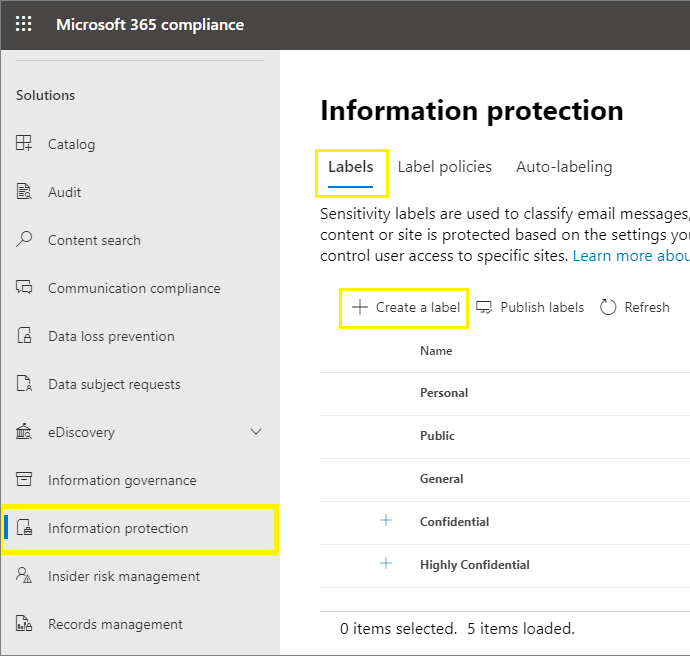 Microsoft 365 compliance
Solutions
Catalog
Audit
Content search
Communication compliance
Data loss prevention
Data subject requests
eDiscovery
Information governance
Information protection
Insider risk management
Records management
Information protection
Labels Label policies Auto-labeling
Sensitivity labels are used to classify email messages,
content or site is protected based on the settings you
control user access to specific sites. Learn more abou
Create a label Publish labels Refresh
Name
Personal
Public
General
Confidential
Highly Confidential
0 items selected. 5 items loaded.